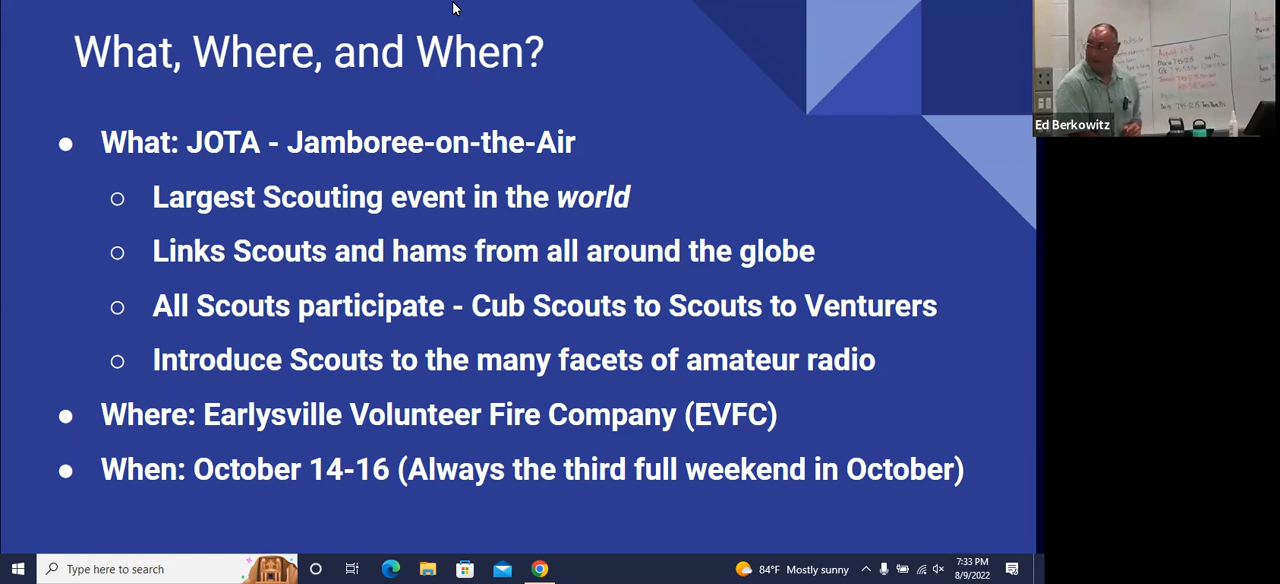 What, Where, and When?
● What: JOTA - Jamboree-on-the-Air
○ Largest Scouting event in the world
○ Links Scouts and hams from all around the globe
○ All Scouts participate - Cub Scouts to Scouts to Venturers
○ Introduce Scouts to the many facets of amateur radio
● Where: Earlysville Volunteer Fire Company (EVFC)
● When: October 14-16 (Always the third full weekend in October)
Ed Berkowitz
Type here to search
84°F Mostly sunny
7:33 PM
8/9/2022